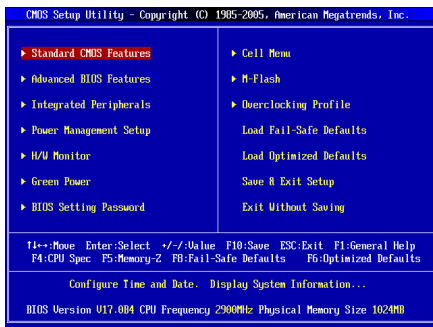 CMOS Setup Utility - Copyright (C) 1985-2005, American Megatrends, Inc.
▶ Standard CMOS Features
▶ Advanced BIOS Features
▶ Integrated Peripherals
▶ Power Management Setup
▶ H/W Monitor
▶ Green Power
▶ BIOS Setting Password
▶ Cell Menu
▶ M-Flash
▶ Overclocking Profile
Load Fail-Safe Defaults
Load Optimized Defaults
Save & Exit Setup
Exit Without Saving
↑↓←→:Move Enter:Select +/-/:Value F10:Save ESC:Exit F1:General Help
F4:CPU Spec F5:Memory-Z F8:Fail-Safe Defaults F6:Optimized Defaults
Configure Time and Date. Display System Information...
BIOS Version V17.0B4 CPU Frequency 2900MHz Physical Memory Size 1024MB